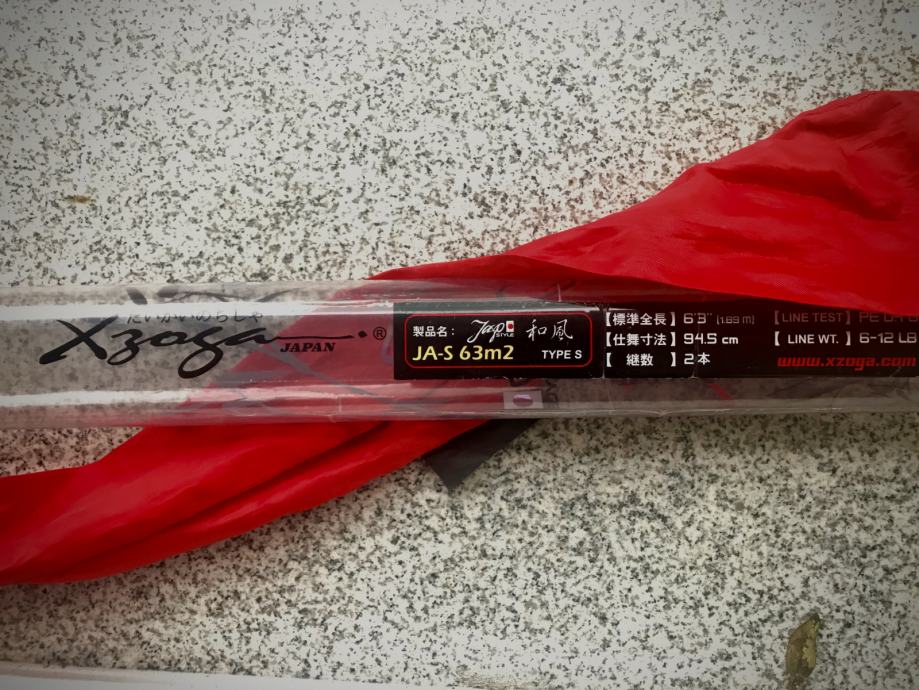 たいかいのらしゃ
Xzoga JAPAN ®
製品名： Jap STYLE 和風
JA-S 63m2 TYPE S
【標準全長】 6'3" [1.89 m]
【仕舞寸法】 94.5 cm
【 継数 】 2本
【LINE TEST】 PE
【LINE WT.】 6-12 LB
www.xzoga.com